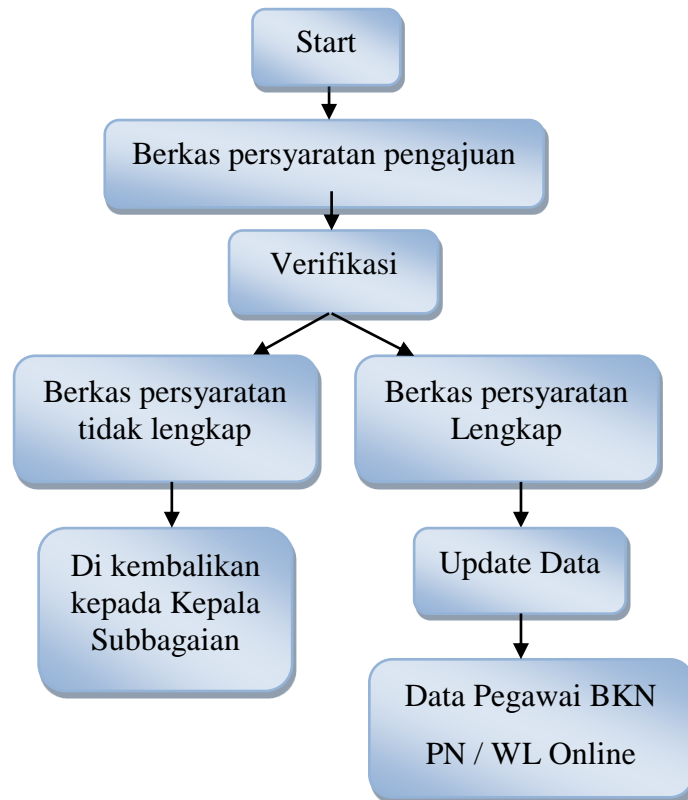 Start
Berkas persyaratan pengajuan
Verifikasi
Berkas persyaratan
tidak lengkap
Berkas persyaratan
Lengkap
Di kembalikan
kepada Kepala
Subbagaian
Update Data
Data Pegawai BKN
PN / WL Online